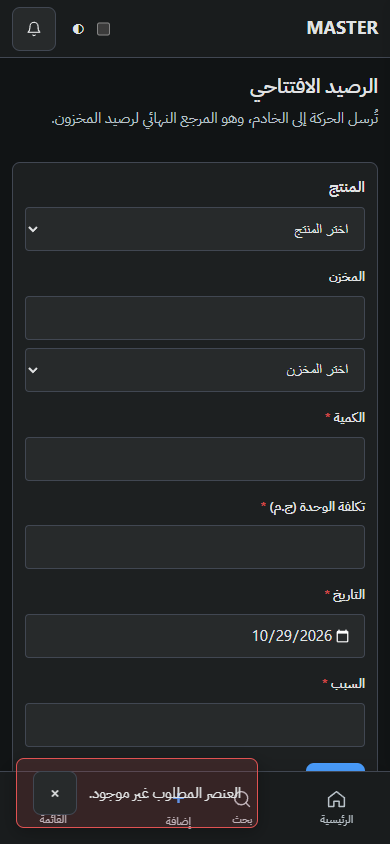 MASTER
الرصيد الافتتاحي
تُرسل الحركة إلى الخادم، وهو المرجع النهائي لرصيد المخزون.
المنتج
اختر المنتج
المخزن
اختر المخزن
الكمية *
تكلفة الوحدة (ج.م) *
التاريخ *
10/29/2026
السبب *
العنصر المطلوب غير موجود.
×
الرئيسية
بحث
إضافة
القائمة